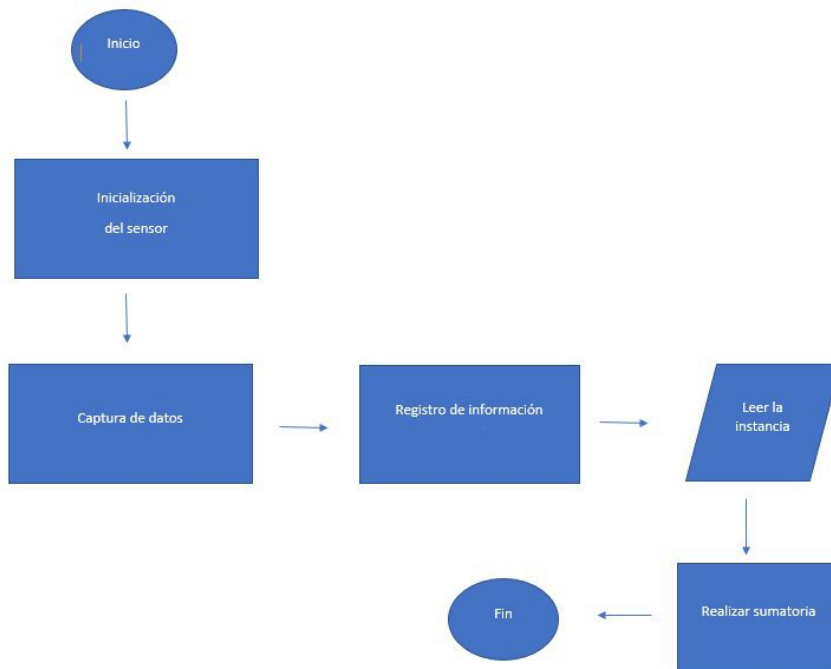 Inicio
Inicialización
del sensor
Captura de datos
Registro de información
Leer la
instancia
Realizar sumatoria
Fin